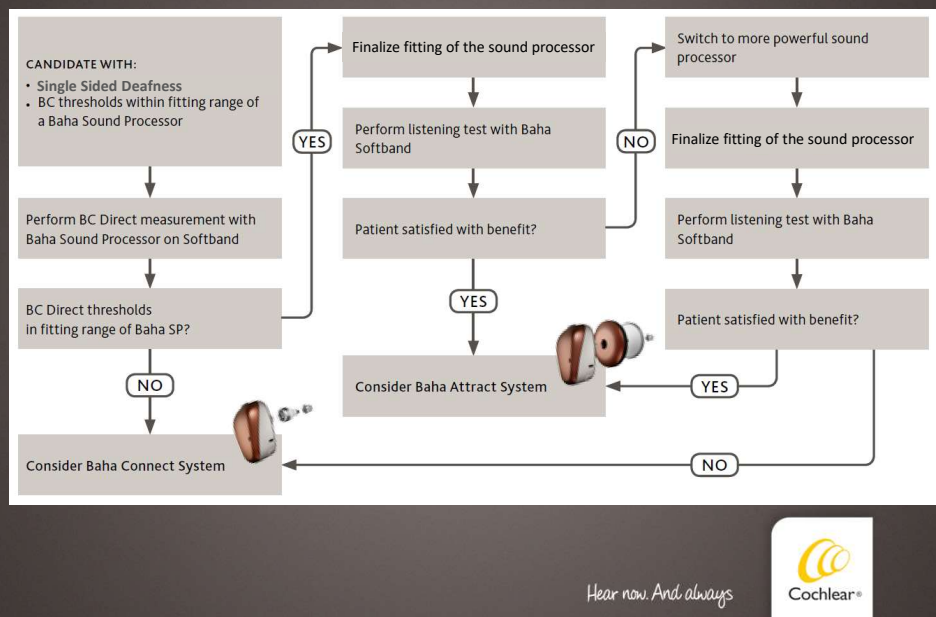 CANDIDATE WITH:
• Single Sided Deafness
• BC thresholds within fitting range of
a Baha Sound Processor
Perform BC Direct measurement with
Baha Sound Processor on Softband
BC Direct thresholds
in fitting range of Baha SP?
NO
Consider Baha Connect System
YES
Finalize fitting of the sound processor
Perform listening test with Baha
Softband
Patient satisfied with benefit?
YES
Consider Baha Attract System
NO
Switch to more powerful sound
processor
Finalize fitting of the sound processor
Perform listening test with Baha
Softband
Patient satisfied with benefit?
YES
NO
Hear now. And always
Cochlear®